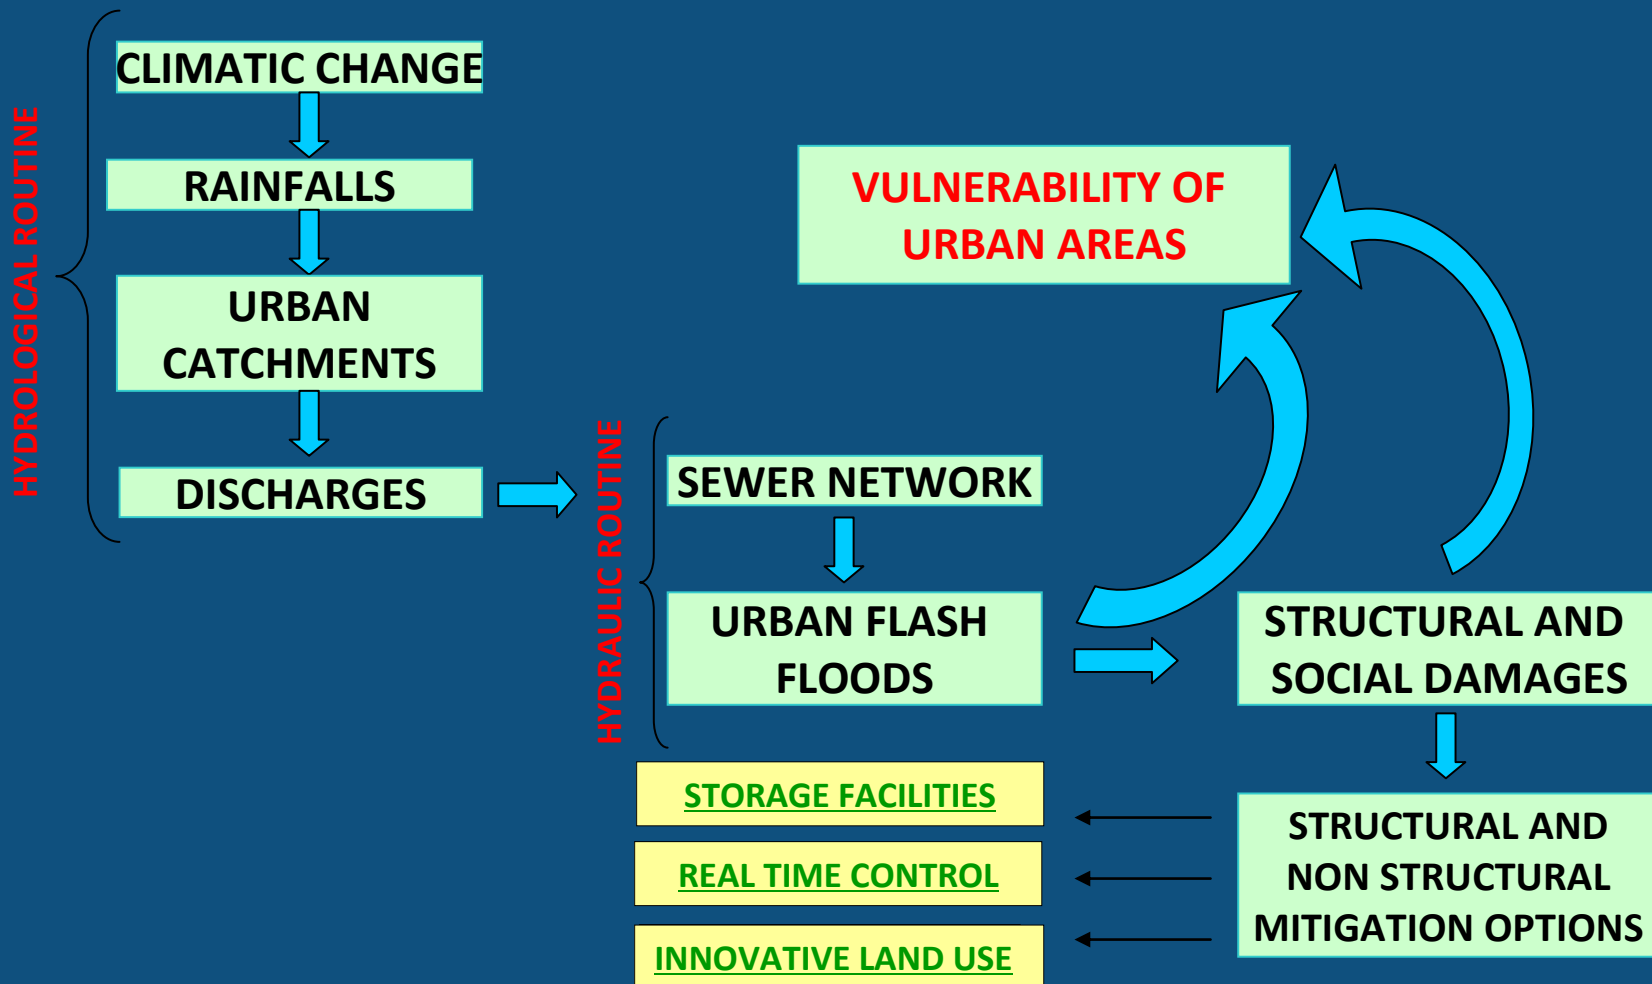 HYDROLOGICAL ROUTINE
CLIMATIC CHANGE
RAINFALLS
URBAN
CATCHMENTS
DISCHARGES
HYDRAULIC ROUTINE
SEWER NETWORK
URBAN FLASH
FLOODS
VULNERABILITY OF
URBAN AREAS
STRUCTURAL AND
SOCIAL DAMAGES
STRUCTURAL AND
NON STRUCTURAL
MITIGATION OPTIONS
STORAGE FACILITIES
REAL TIME CONTROL
INNOVATIVE LAND USE